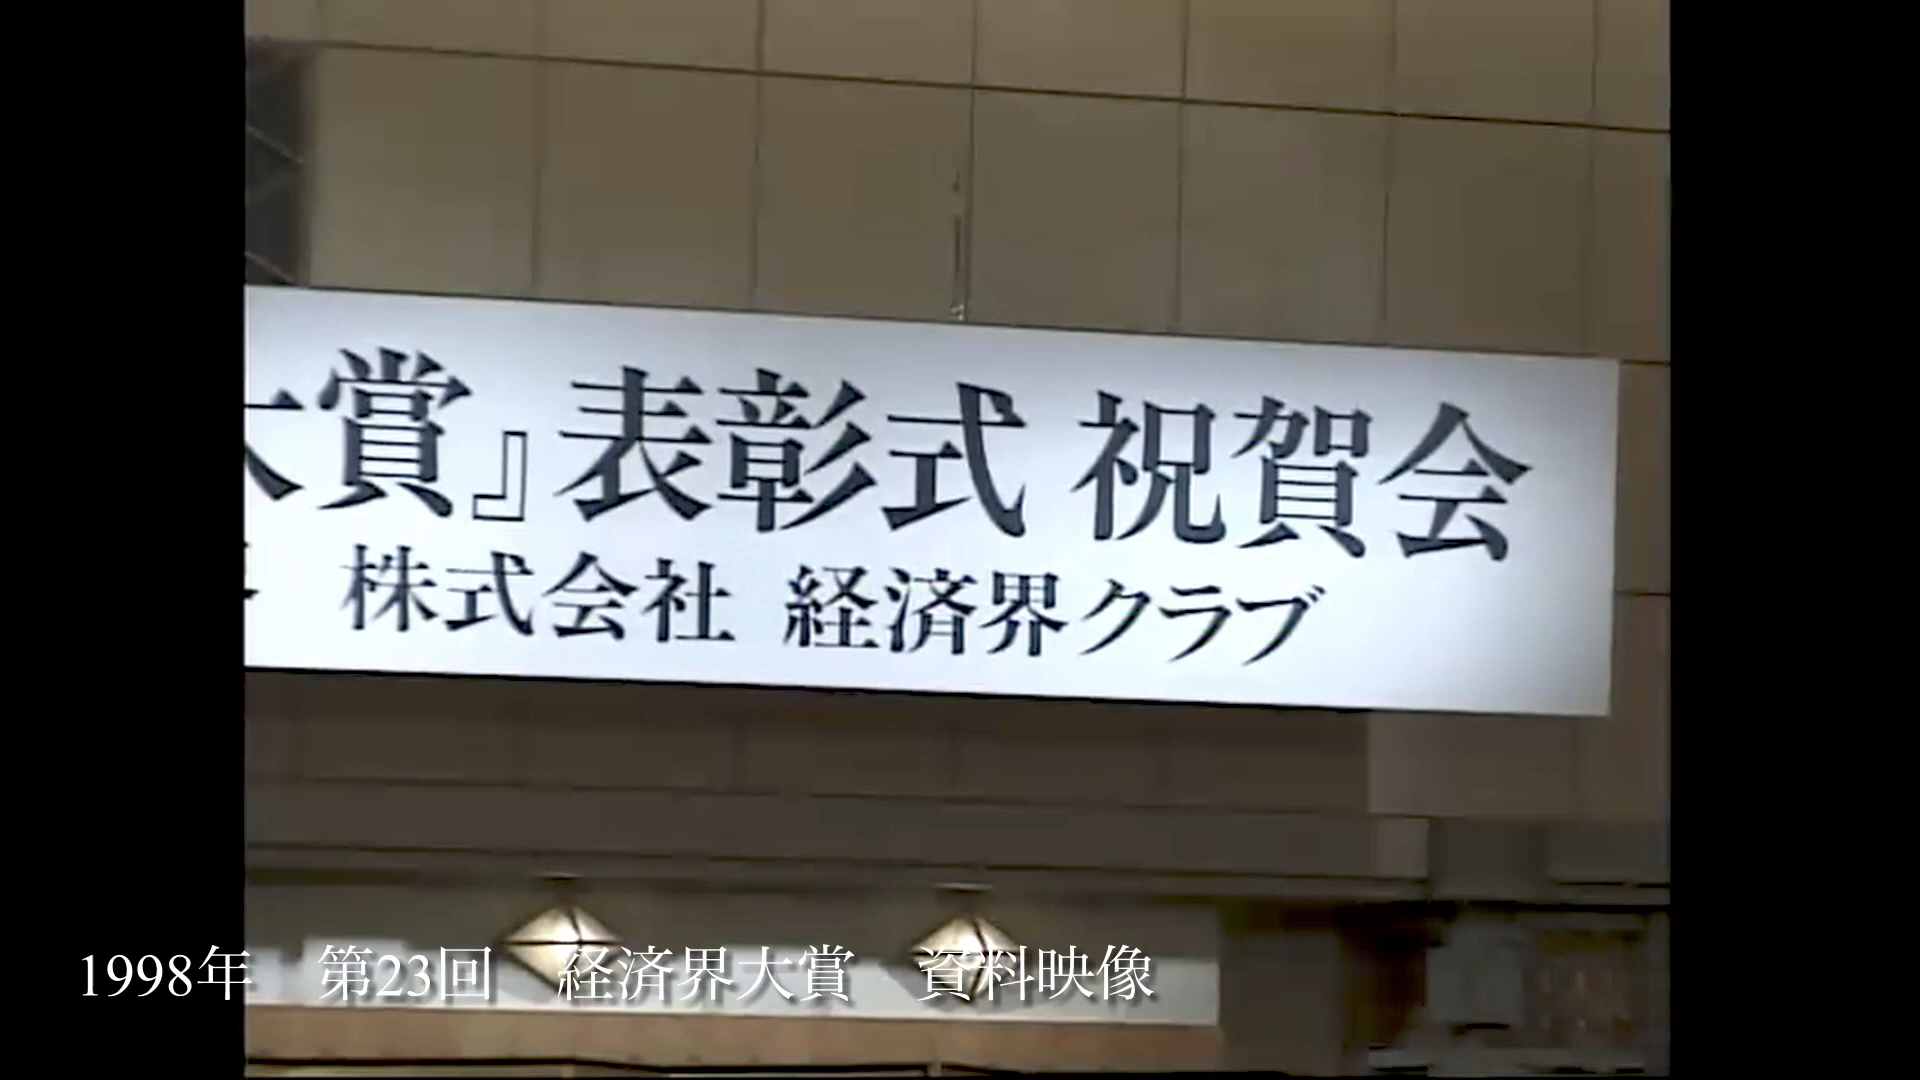 大賞』表彰式 祝賀会
株式会社 経済界クラブ
1998年 第23回 経済界大賞 資料映像